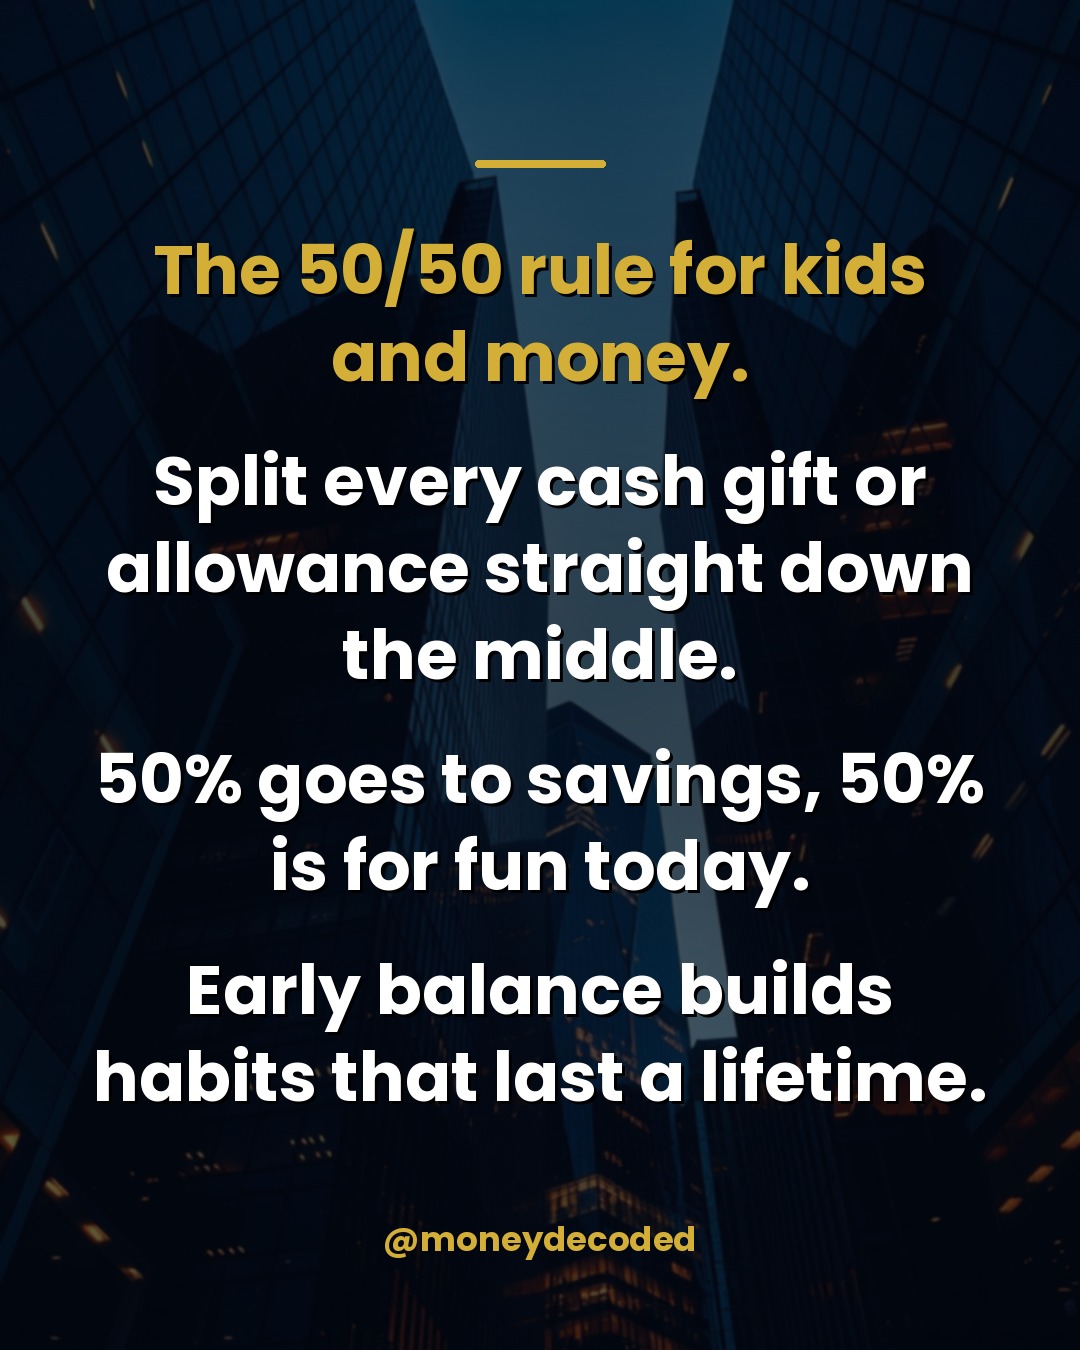 The 50/50 rule for kids
and money.
Split every cash gift or
allowance straight down
the middle.
50% goes to savings, 50%
is for fun today.
Early balance builds
habits that last a lifetime.
@moneydecoded